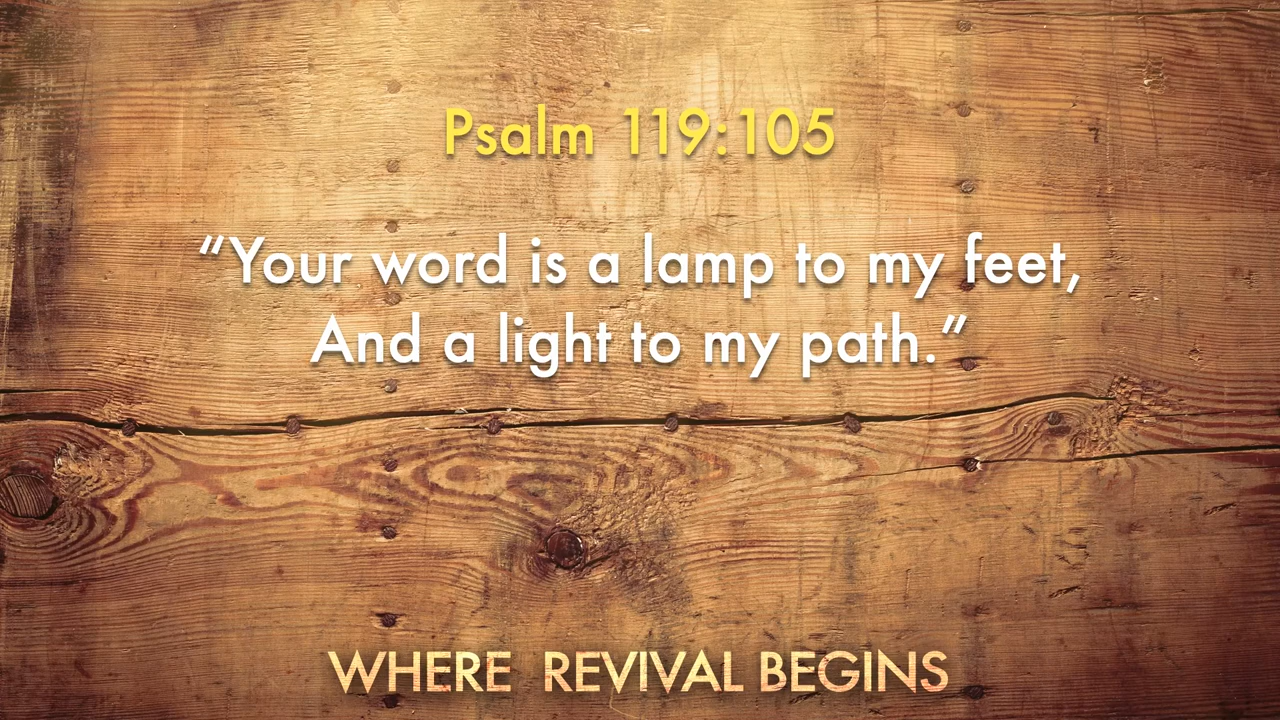 Psalm 119:105
“Your word is a lamp to my feet,
And a light to my path.”
WHERE REVIVAL BEGINS